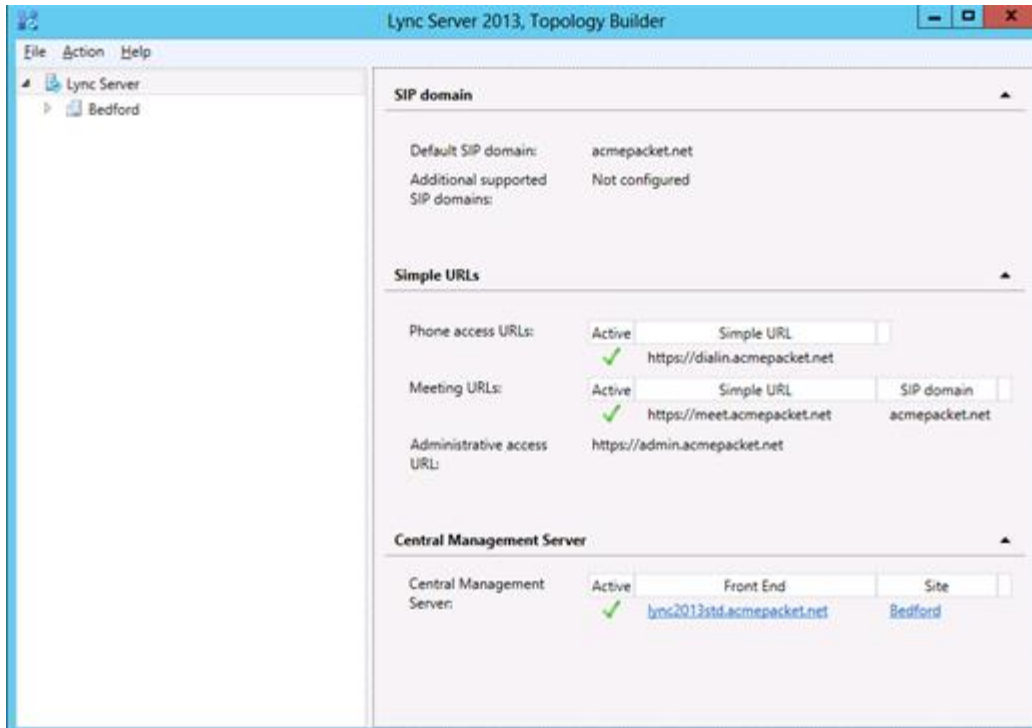 Lync Server 2013, Topology Builder
File Action Help
Lync Server
Bedford
SIP domain
Default SIP domain: acmepacket.net
Additional supported Not configured
SIP domains:
Simple URLs
Phone access URLs: Active Simple URL
https://dialin.acmepacket.net
Meeting URLs: Active Simple URL SIP domain
https://meet.acmepacket.net acmepacket.net
Administrative access https://admin.acmepacket.net
URL:
Central Management Server
Central Management Active Front End Site
Server: lync2013std.acmepacket.net Bedford